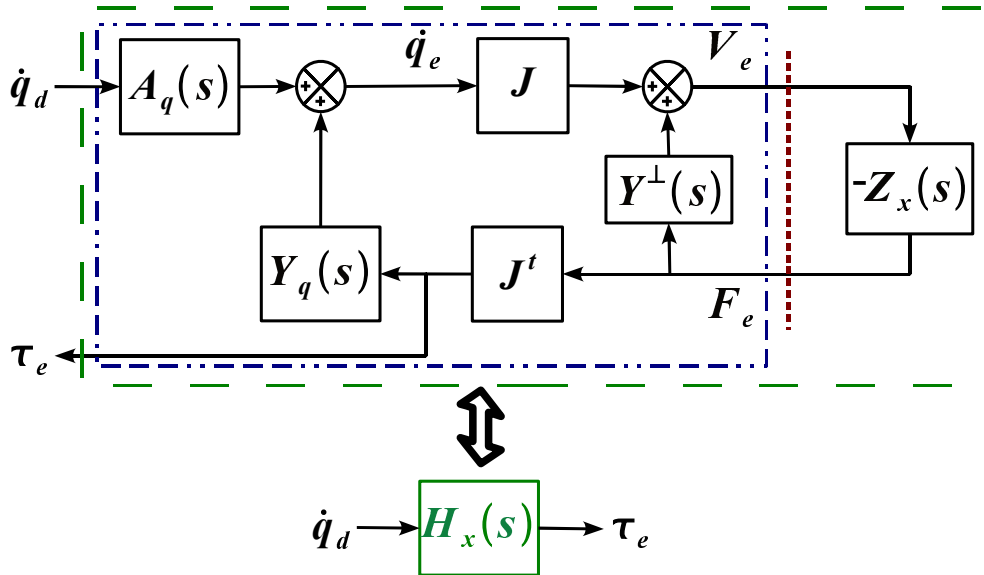 q̇_d
A_q(s)
+
+
q̇_e
J
+
+
V_e
Y^⊥(s)
-Z_x(s)
Y_q(s)
J^t
F_e
τ_e
q̇_d
H_x(s)
τ_e